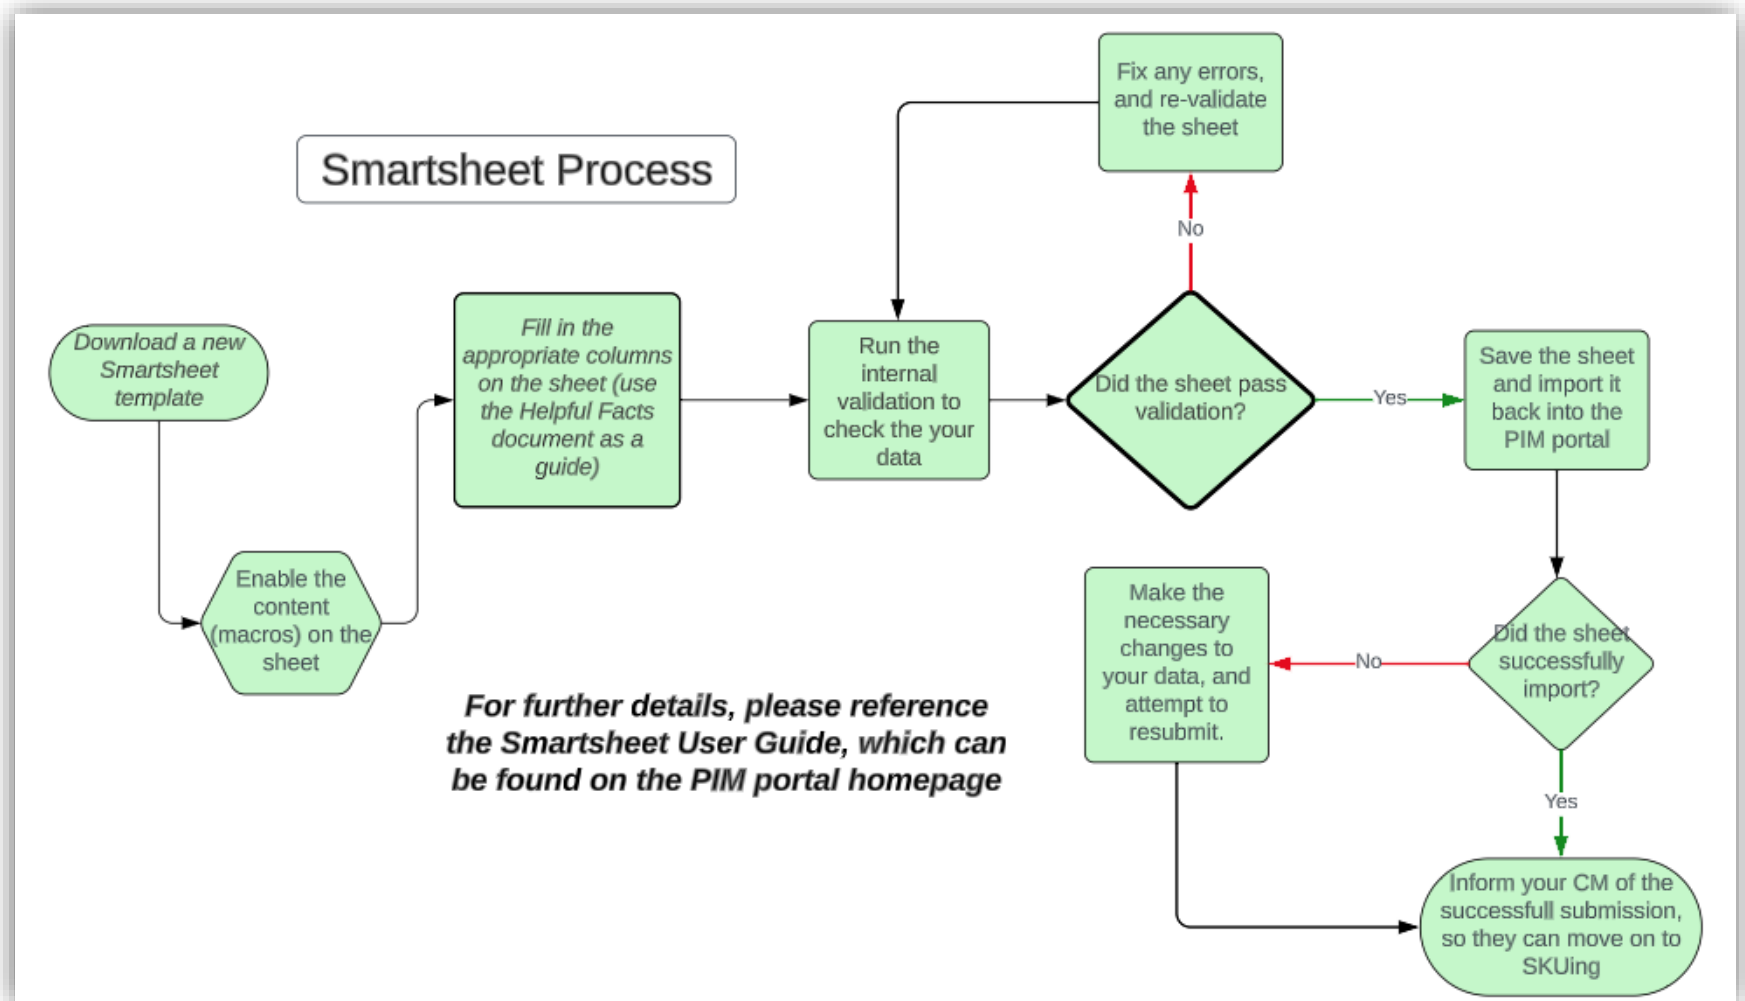 Smartsheet Process
Download a new
Smartsheet
template
Enable the
content
(macros) on the
sheet
Fill in the
appropriate columns
on the sheet (use
the Helpful Facts
document as a
guide)
Run the
internal
validation to
check the your
data
Did the sheet pass
validation?
No
Fix any errors,
and re-validate
the sheet
Yes
Save the sheet
and import it
back into the
PIM portal
Did the sheet
successfully
import?
No
Make the
necessary
changes to
your data, and
attempt to
resubmit.
Yes
Inform your CM of the
successfull submission,
so they can move on to
SKUing
For further details, please reference
the Smartsheet User Guide, which can
be found on the PIM portal homepage